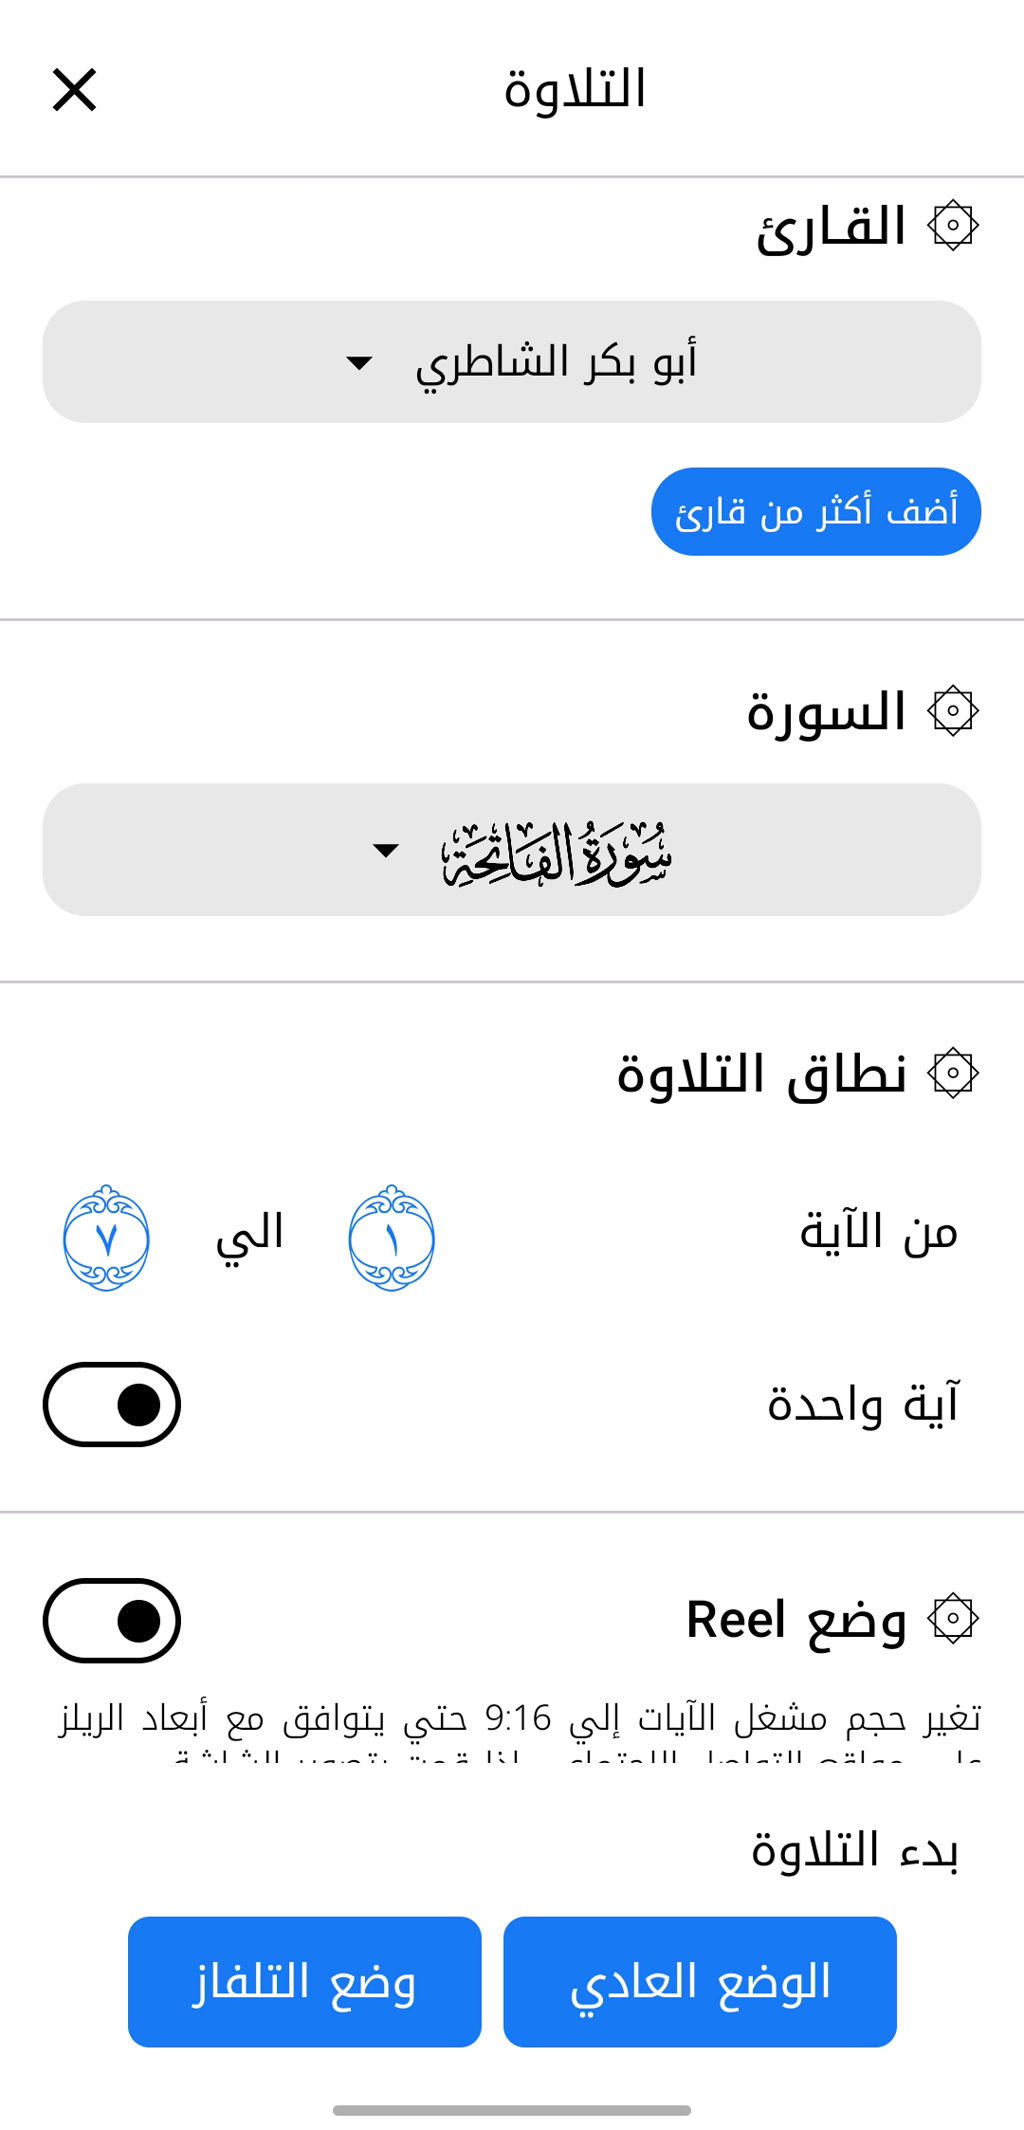 التلاوة
القارئ
أبو بكر الشاطري
أضف أكثر من قارئ
السورة
سُورَةُ الفَاتِحَةِ
نطاق التلاوة
من الآية ١ الي ٧
آية واحدة
وضع Reel
تغير حجم مشغل الآيات إلي 9:16 حتي يتوافق مع أبعاد الريلز
بدء التلاوة
الوضع العادي
وضع التلفاز